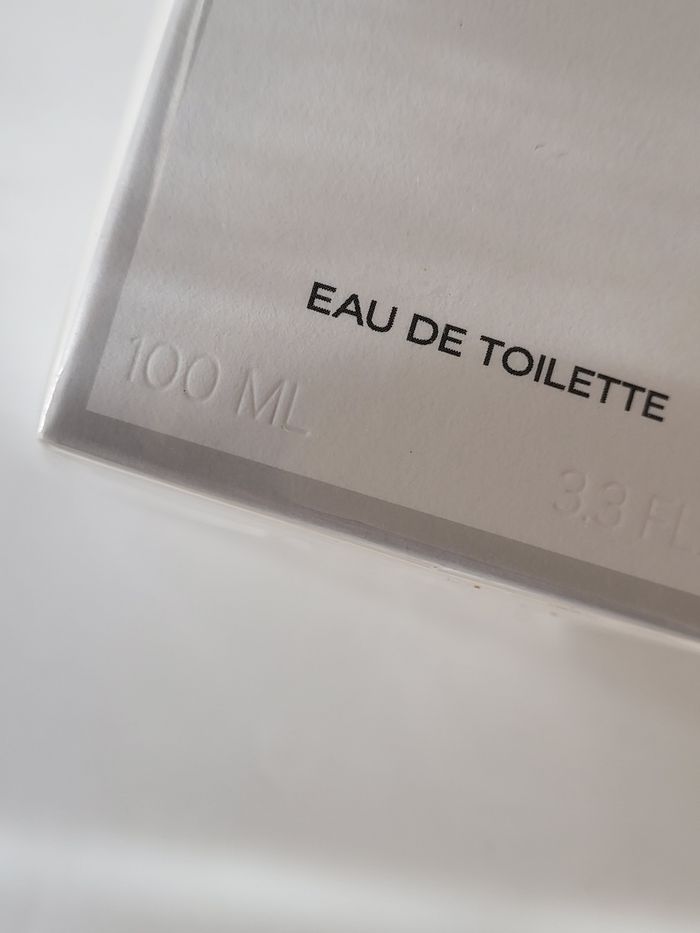 EAU DE TOILETTE
100 ML
3.3 FL